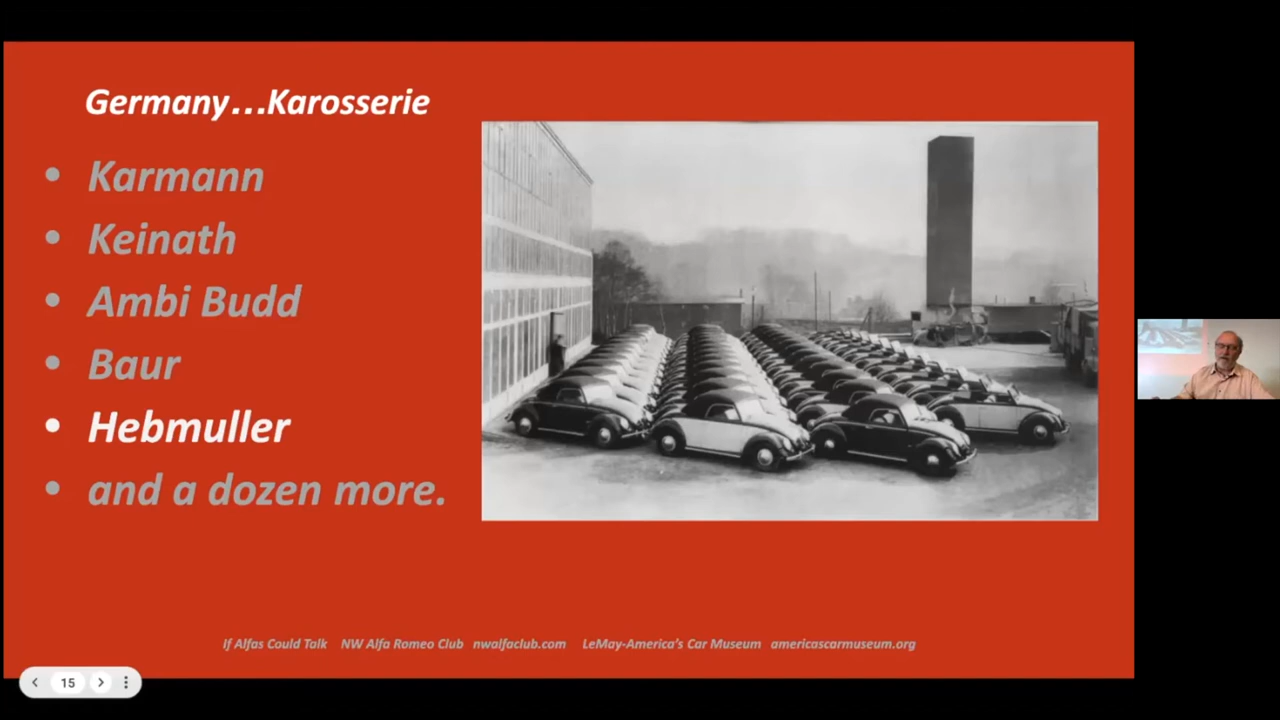 Germany...Karosserie
• Karmann
• Keinath
• Ambi Budd
• Baur
• Hebmuller
• and a dozen more.
If Alfas Could Talk NW Alfa Romeo Club nwalfaclub.com LeMay-America's Car Museum americascarmuseum.org
15